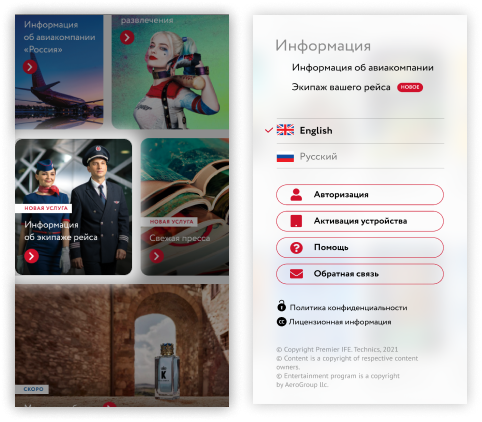 Информация
об авиакомпании
«Россия»
развлечения
НОВАЯ УСЛУГА
Информация
об экипаже рейса
НОВАЯ УСЛУГА
Свежая пресса
K
СКОРО
Информация
Информация об авиакомпании
Экипаж вашего рейса НОВОЕ
English
Русский
Авторизация
Активация устройства
Помощь
Обратная связь
Политика конфиденциальности
cc Лицензионная информация
© Copyright Premier IFE. Technics, 2021
© Content is a copyright of respective content
owners.
© Entertainment program is a copyright
by AeroGroup llc.